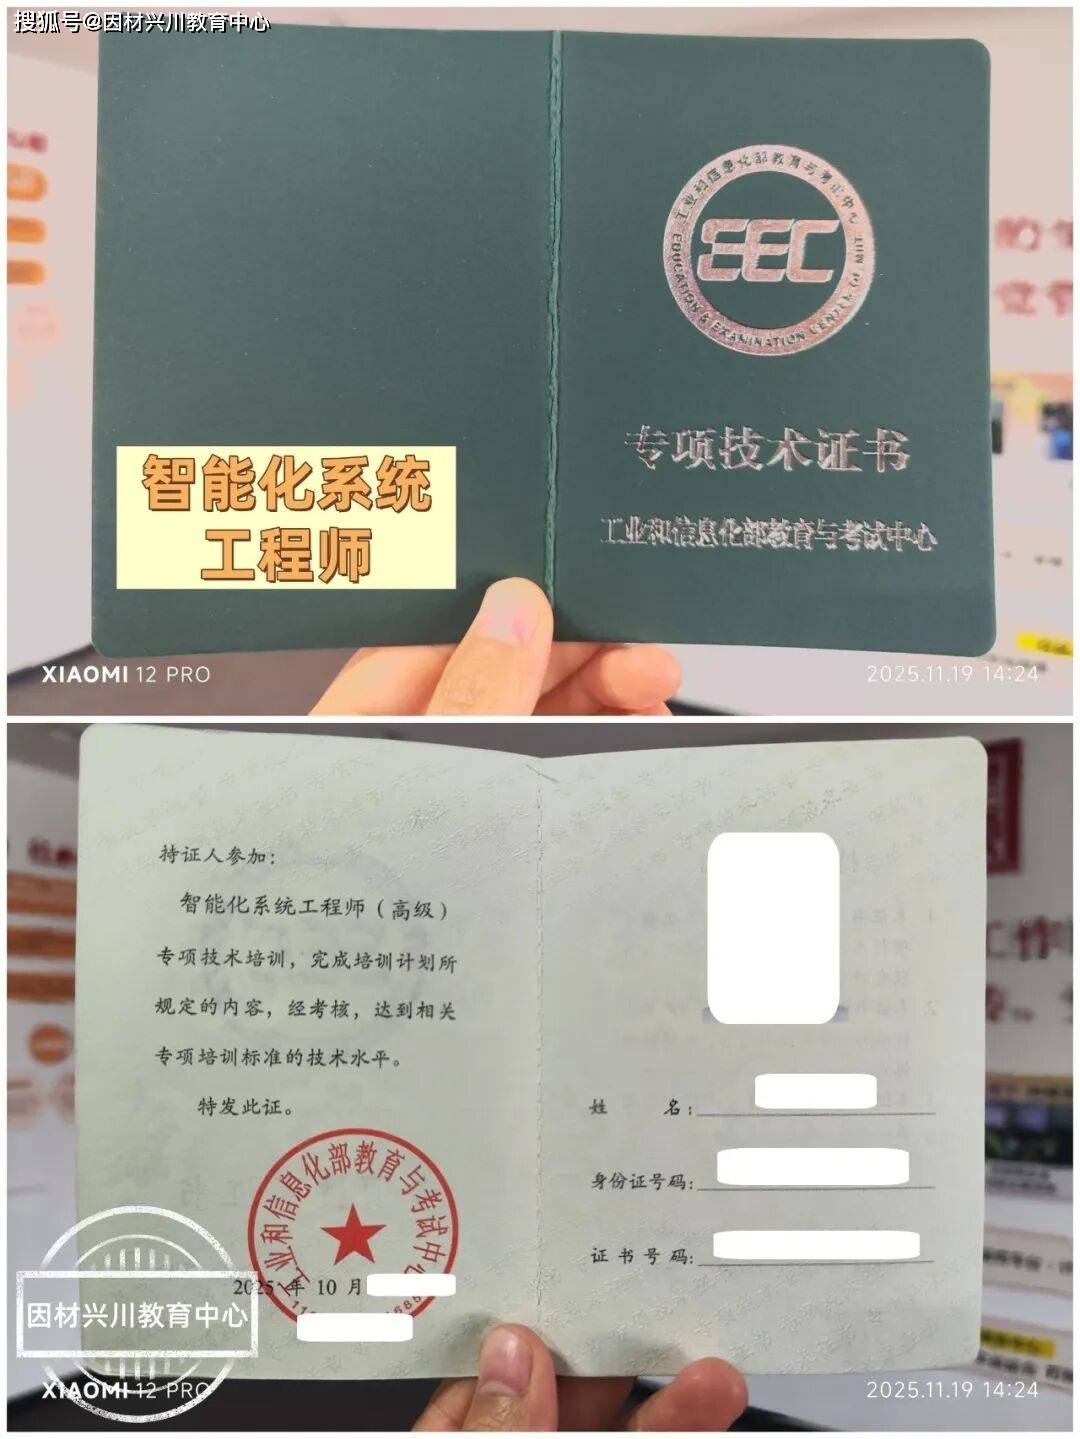 搜狐号@因材兴川教育中心
工业和信息化部教育与考试中心
EEC
EDUCATION & EXAMINATION CENTER OF MIIT
专项技术证书
工业和信息化部教育与考试中心
智能化系统
工程师
XIAOMI 12 PRO
2025.11.19 14:24
持证人参加：
智能化系统工程师（高级）
专项技术培训，完成培训计划所
规定的内容，经考核，达到相关
专项培训标准的技术水平。
特发此证。
工业和信息化部教育与考试中心
2025 年 10 月
姓 名：
身份证号码：
证书号码：
因材兴川教育中心
XIAOMI 12 PRO
2025.11.19 14:24